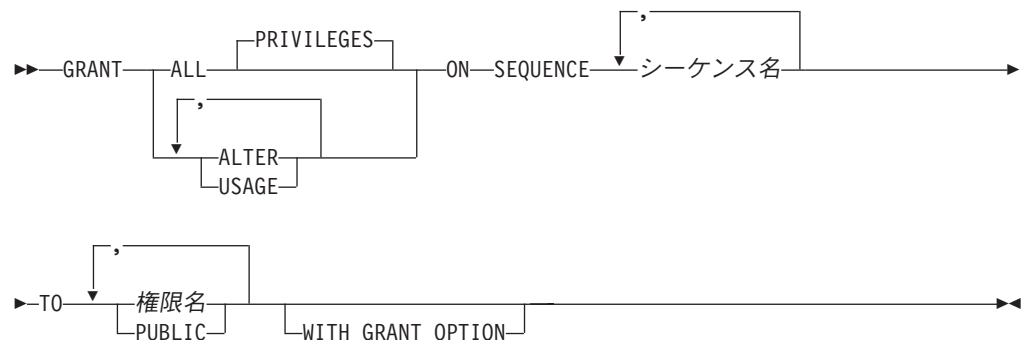 ,
PRIVILEGES
GRANT ALL ON SEQUENCE シーケンス名
,
ALTER
USAGE
,
TO 権限名
PUBLIC WITH GRANT OPTION